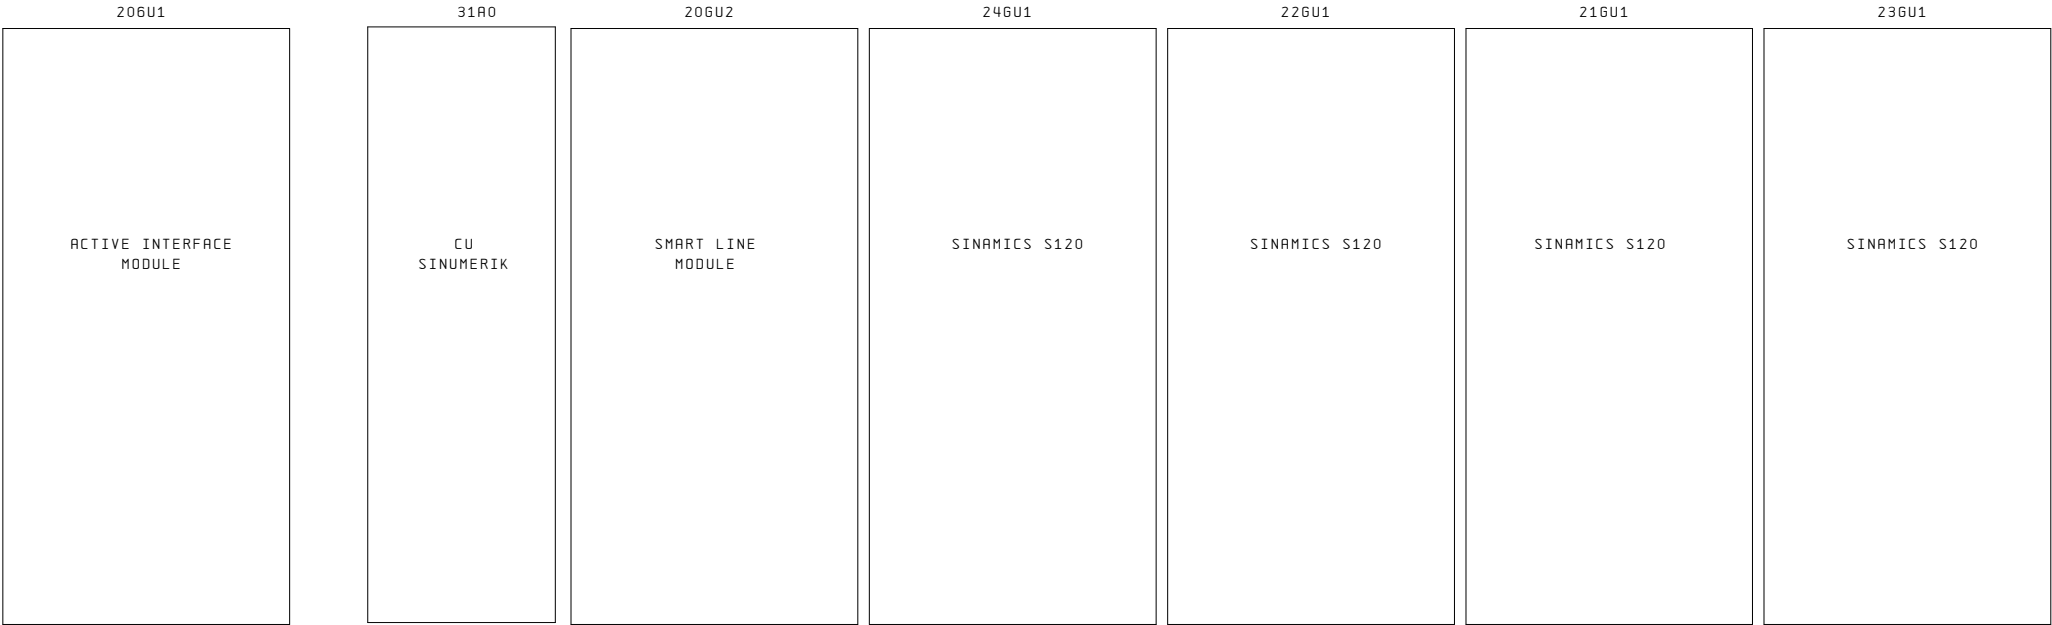 20GU1
31A0
20GU2
24GU1
22GU1
21GU1
23GU1
ACTIVE INTERFACE
MODULE
CU
SINUMERIK
SMART LINE
MODULE
SINAMICS S120
SINAMICS S120
SINAMICS S120
SINAMICS S120